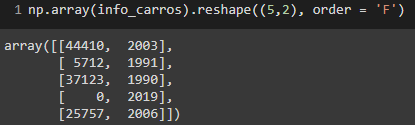 1 np.array(info_carros).reshape((5,2), order = 'F')
array([[44410,  2003],
       [ 5712,  1991],
       [37123,  1990],
       [    0,  2019],
       [25757,  2006]])